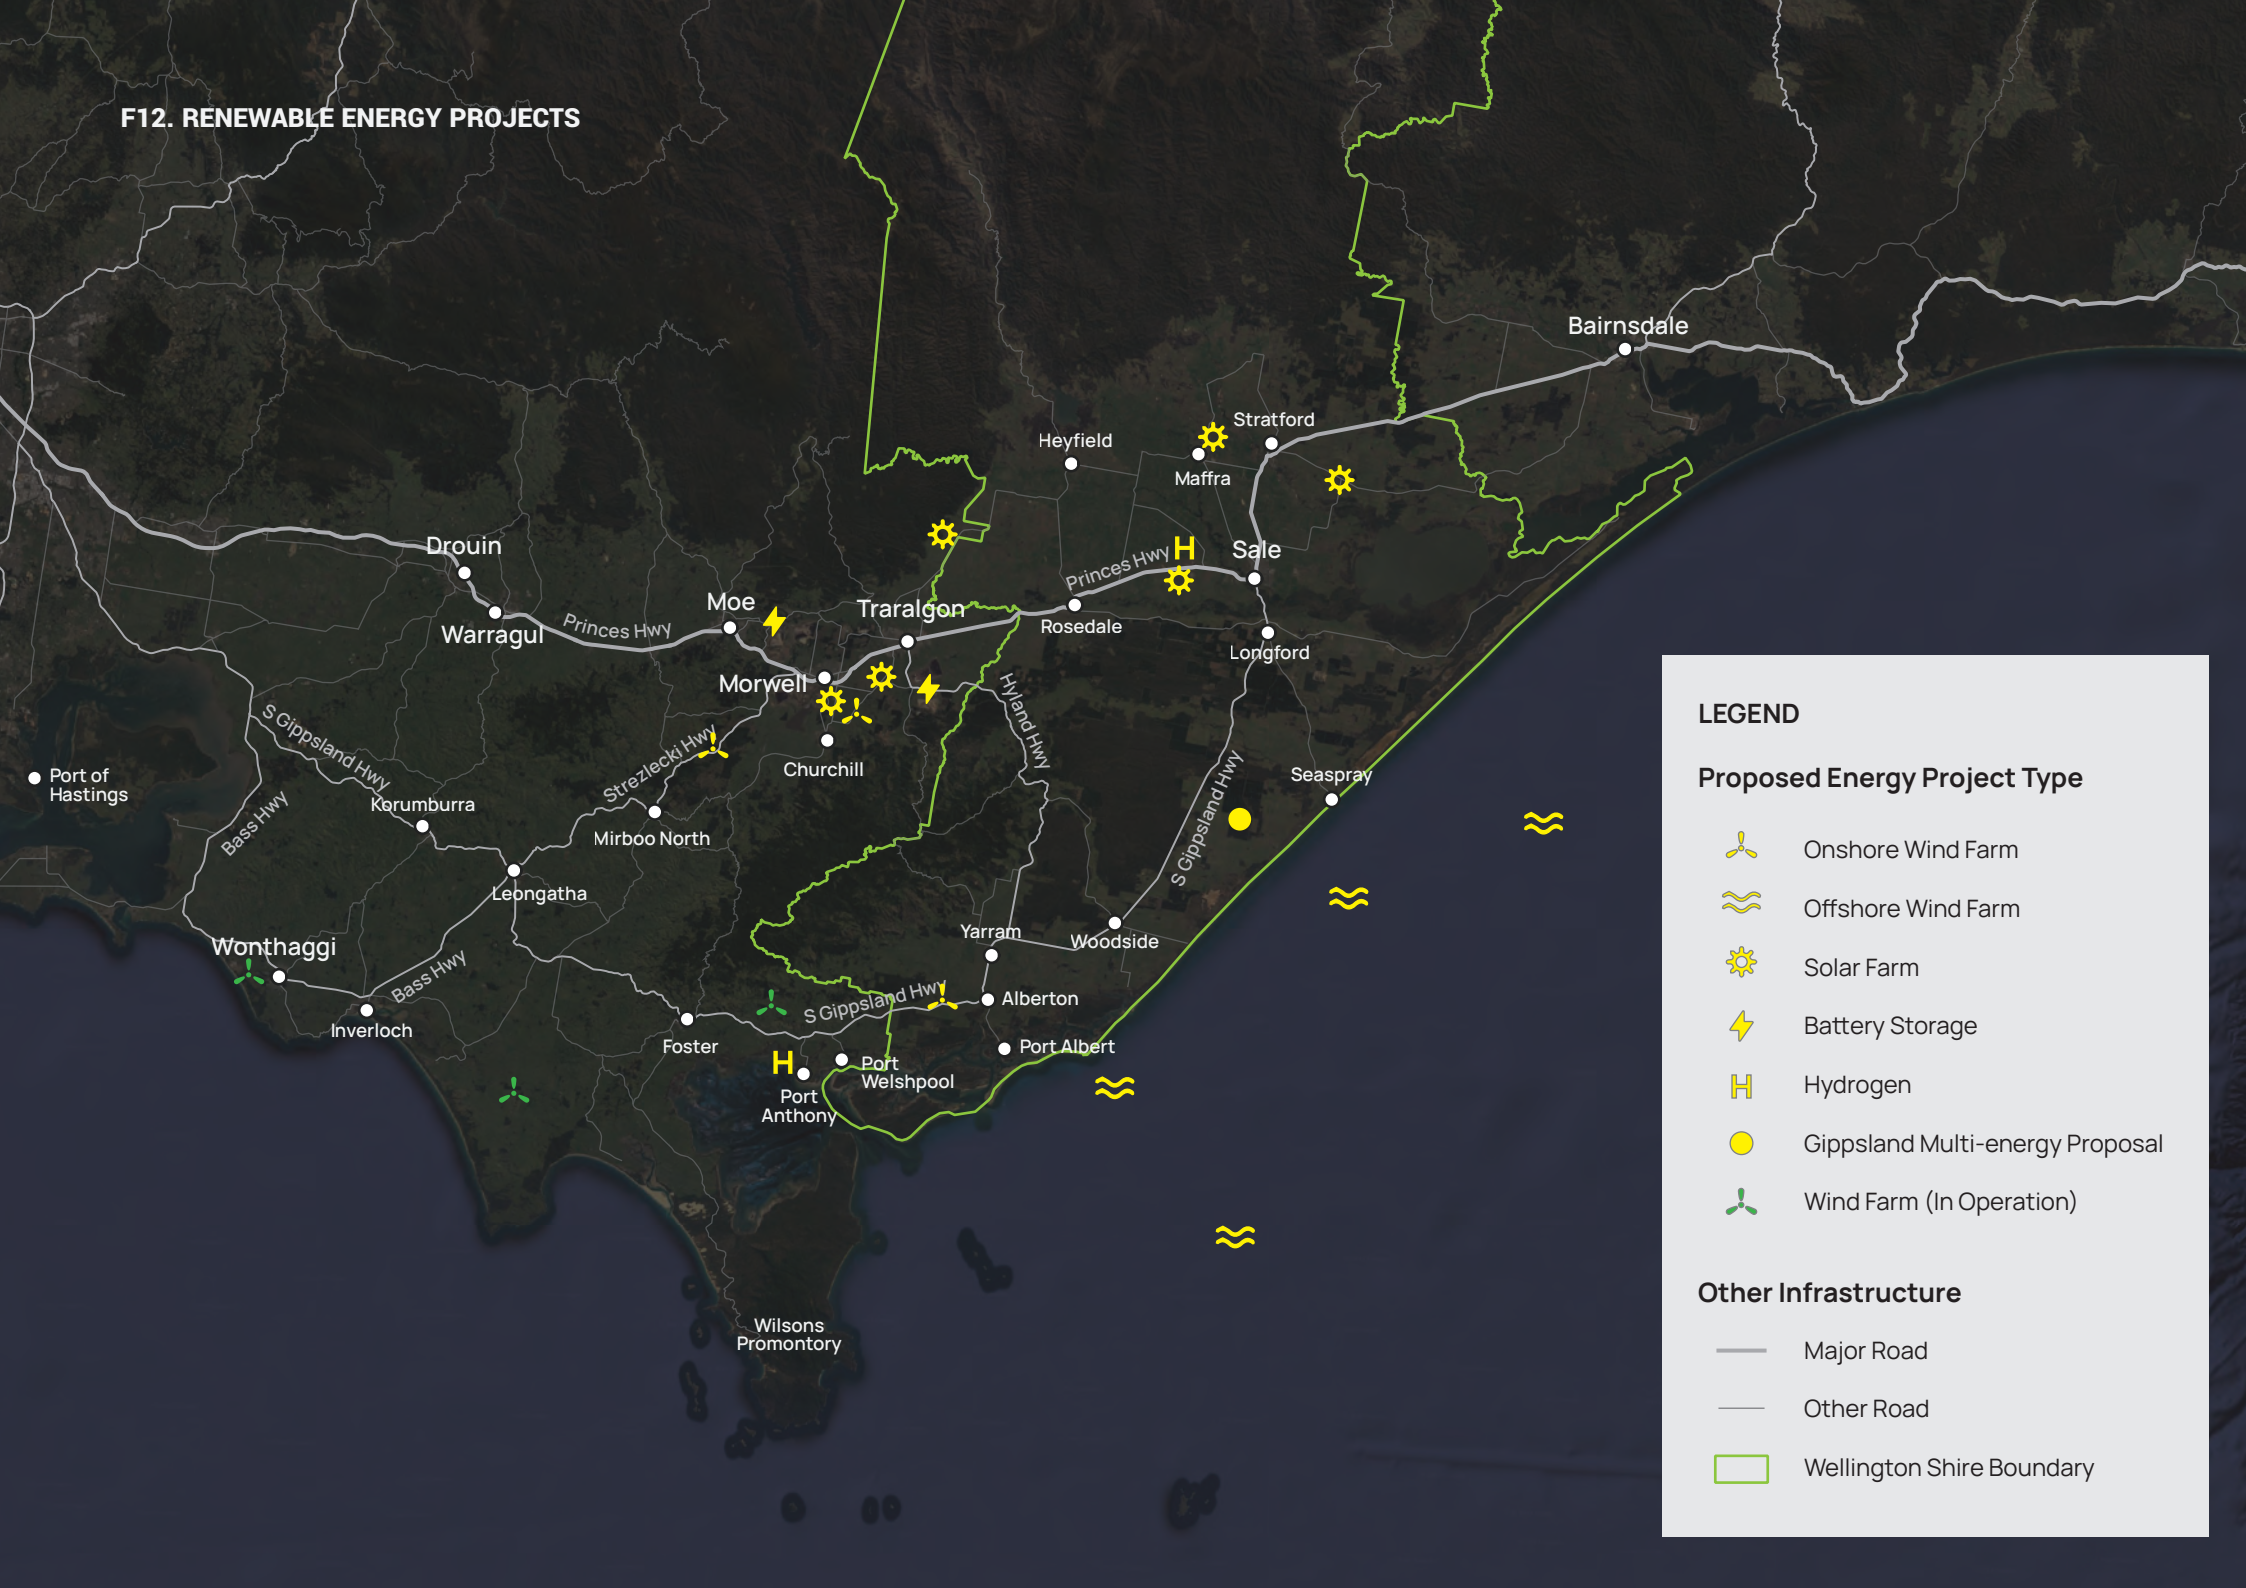 F12. RENEWABLE ENERGY PROJECTS
Bairnsdale
Stratford
Heyfield
Maffra
Drouin
Princes Hwy
H
Sale
Moe
Traralgon
Warragul
Princes Hwy
Rosedale
Longford
Morwell
Hyland Hwy
S Gippsland Hwy
Strezlecki Hwy
Churchill
Port of
Hastings
Bass Hwy
Korumburra
Mirboo North
S Gippsland Hwy
Seaspray
Leongatha
Yarram
Woodside
Wonthaggi
Bass Hwy
S Gippsland Hwy
Alberton
Inverloch
Foster
Port Albert
H
Port
Welshpool
Port
Anthony
Wilsons
Promontory
LEGEND
Proposed Energy Project Type
Onshore Wind Farm
Offshore Wind Farm
Solar Farm
Battery Storage
H Hydrogen
Gippsland Multi-energy Proposal
Wind Farm (In Operation)
Other Infrastructure
Major Road
Other Road
Wellington Shire Boundary